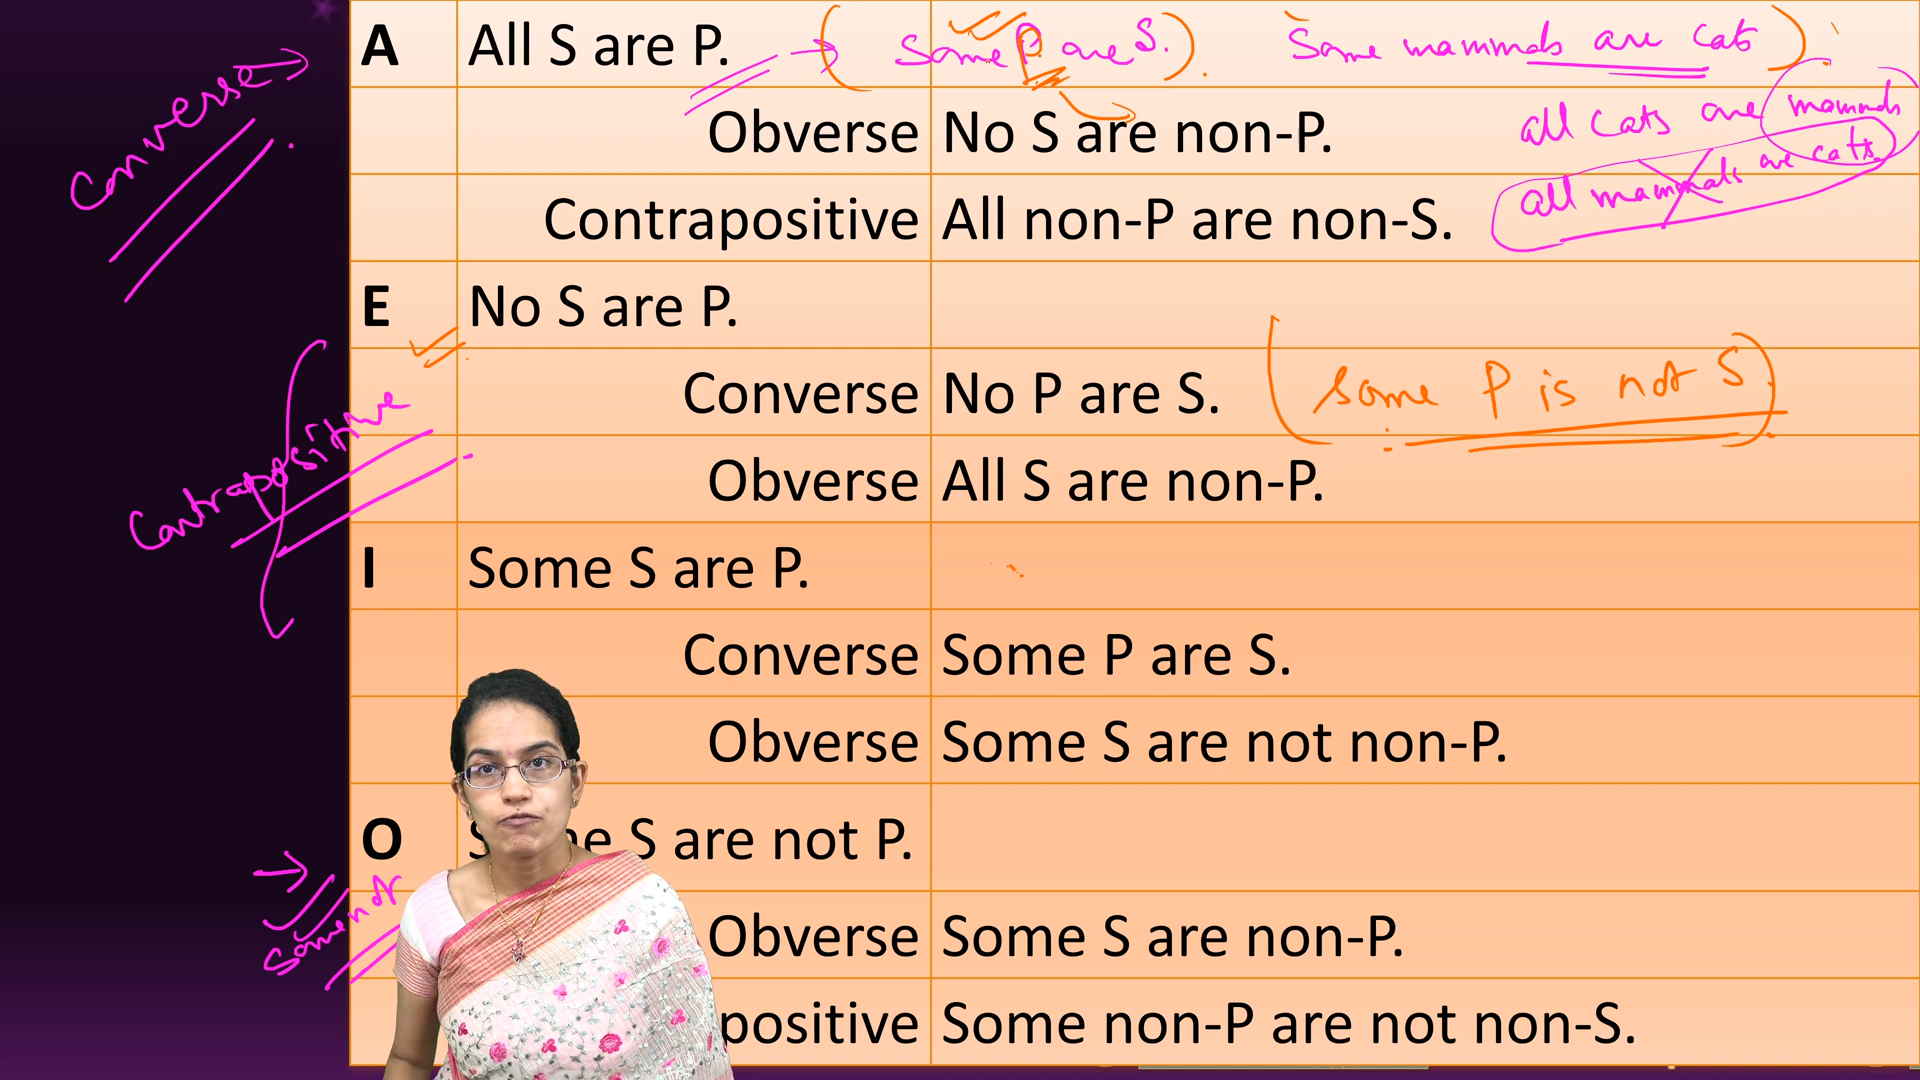 A All S are P. → (Some P are S.). Some mammals are cats)
Converse →
Obverse No S are non-P. all cats are mammals
all mammals are cats.
Contrapositive All non-P are non-S.
E No S are P.
Converse No P are S. (some P is not S)
Contrapositive
Obverse All S are non-P.
I Some S are P.
Converse Some P are S.
Obverse Some S are not non-P.
O S me S are not P.
→ Some not
Obverse Some S are non-P.
positive Some non-P are not non-S.